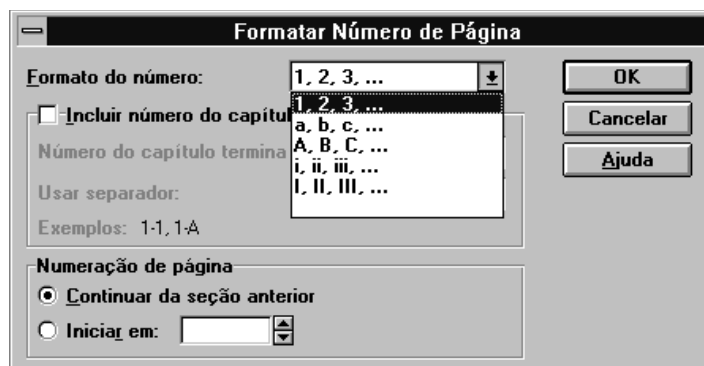 Formatar Número de Página
Formato do número:
1, 2, 3, ...
1, 2, 3, ...
a, b, c, ...
A, B, C, ...
i, ii, iii, ...
I, II, III, ...
Incluir número do capítul
Número do capítulo termina
Usar separador:
Exemplos: 1-1, 1-A
Numeração de página
Continuar da seção anterior
Iniciar em:
OK
Cancelar
Ajuda